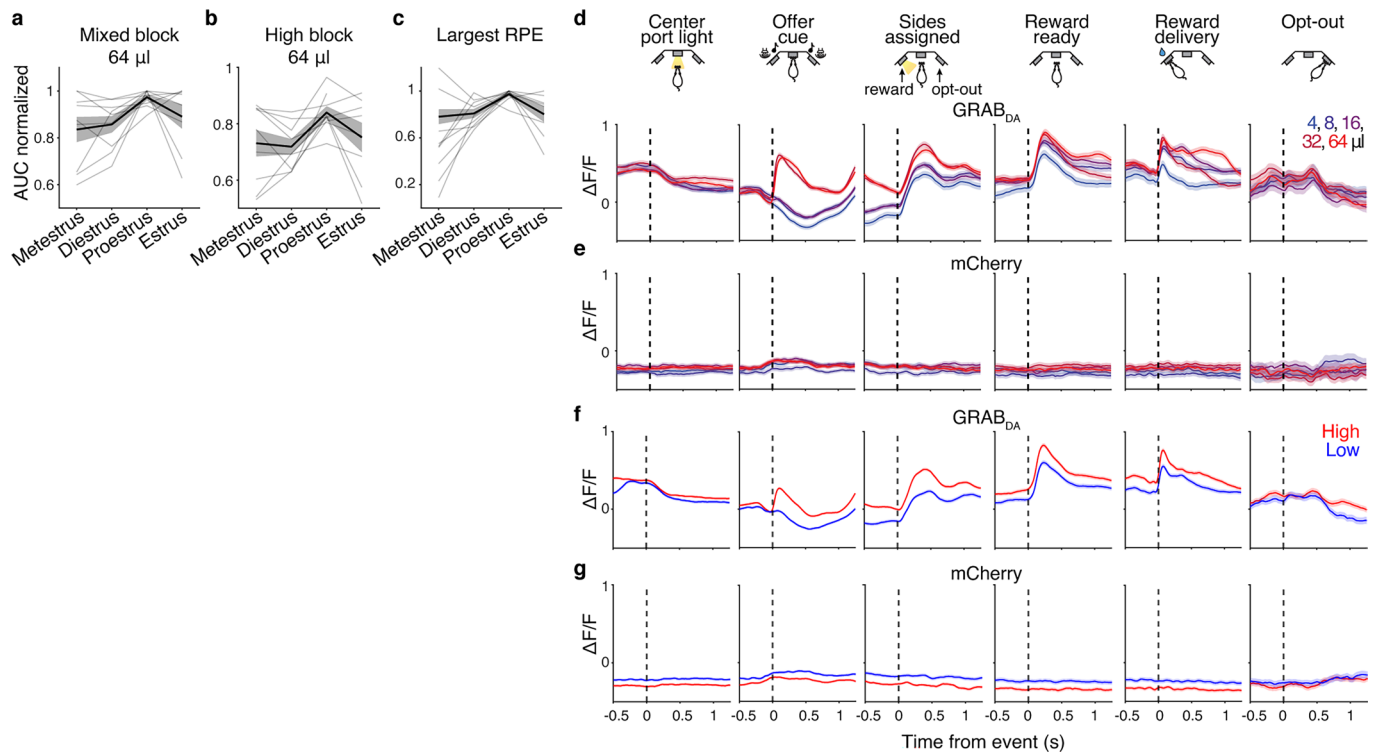 a
Mixed block
64 µl
AUC normalized
1
0.8
0.6
Metestrus
Diestrus
Proestrus
Estrus
b
High block
64 µl
1
0.8
0.6
Metestrus
Diestrus
Proestrus
Estrus
c
Largest RPE
1
0.6
0.2
Metestrus
Diestrus
Proestrus
Estrus
d
Center
port light
Offer
cue
Sides
assigned
reward
opt-out
Reward
ready
Reward
delivery
Opt-out
GRAB_DA
4, 8, 16,
32, 64 µl
ΔF/F
1
0
e
mCherry
ΔF/F
1
0
f
GRAB_DA
High
Low
ΔF/F
1
0
g
mCherry
ΔF/F
1
0
-0.5 0 0.5 1 -0.5 0 0.5 1 -0.5 0 0.5 1 -0.5 0 0.5 1 -0.5 0 0.5 1 -0.5 0 0.5 1
Time from event (s)